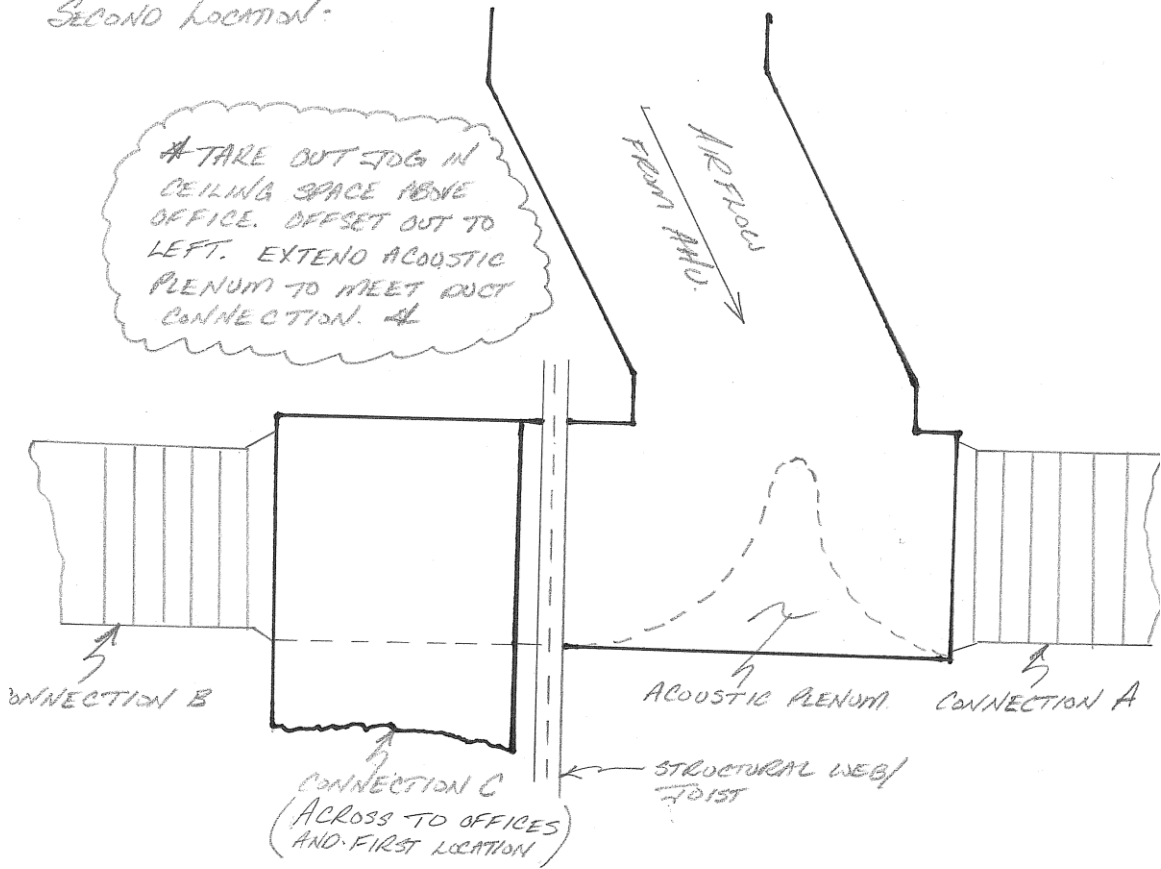 SECOND LOCATION:
* TAKE OUT JOG IN
CEILING SPACE ABOVE
OFFICE. OFFSET OUT TO
LEFT. EXTEND ACOUSTIC
PLENUM TO MEET DUCT
CONNECTION. *
AIRFLOW
FROM AHU.
ONNECTION B
ACOUSTIC PLENUM.
CONNECTION A
CONNECTION C
(ACROSS TO OFFICES
AND FIRST LOCATION)
STRUCTURAL WEB/
JOIST